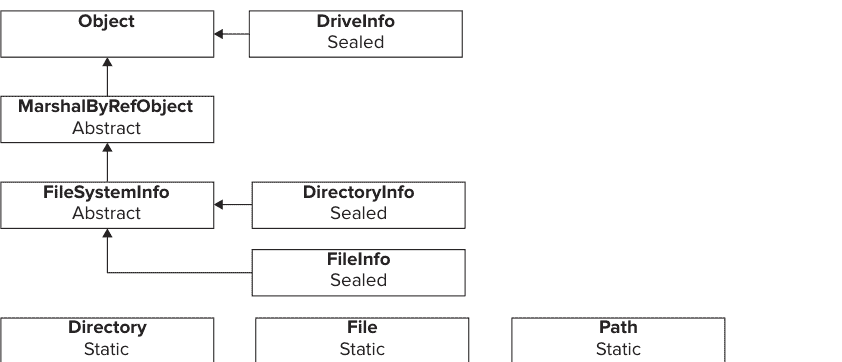 Object
DriveInfo
Sealed
MarshalByRefObject
Abstract
FileSystemInfo
Abstract
DirectoryInfo
Sealed
FileInfo
Sealed
Directory
Static
File
Static
Path
Static